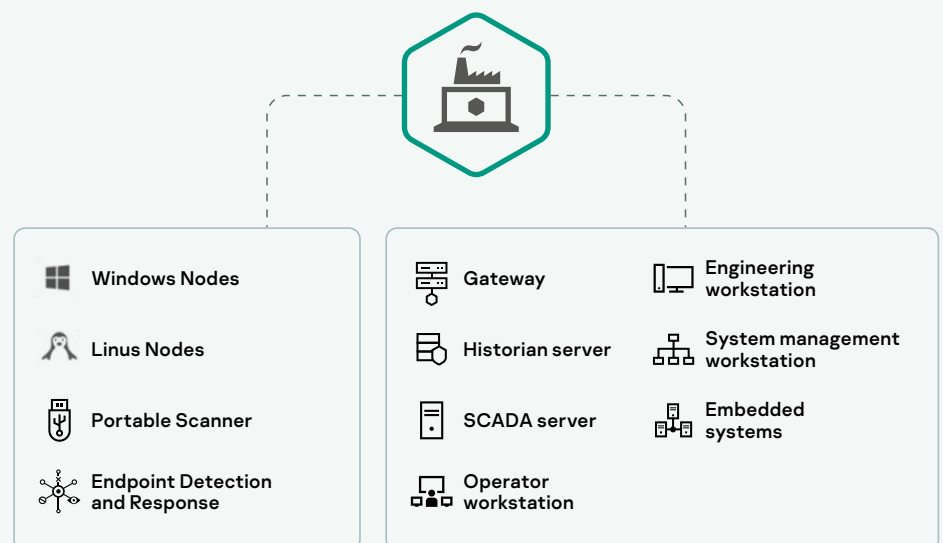 Windows Nodes
Linus Nodes
Portable Scanner
Endpoint Detection
and Response
Gateway
Historian server
SCADA server
Operator
workstation
Engineering
workstation
System management
workstation
Embedded
systems